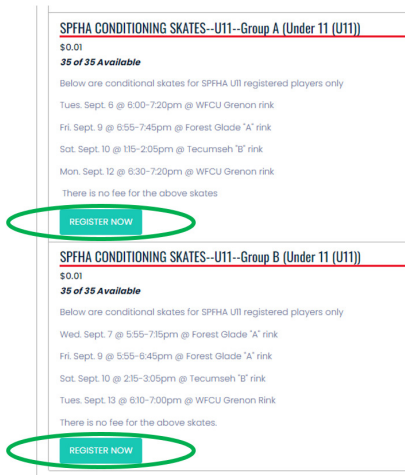 SPFHA CONDITIONING SKATES--U11--Group A (Under 11 (U11))
$0.01
35 of 35 Available
Below are conditional skates for SPFHA U11 registered players only
Tues. Sept. 6 @ 6:00-7:20pm @ WFCU Grenon rink
Fri. Sept. 9 @ 6:55-7:45pm @ Forest Glade "A" rink
Sat. Sept. 10 @ 1:15-2:05pm @ Tecumseh "B" rink
Mon. Sept. 12 @ 6:30-7:20pm @ WFCU Grenon rink
There is no fee for the above skates
REGISTER NOW
SPFHA CONDITIONING SKATES--U11--Group B (Under 11 (U11))
$0.01
35 of 35 Available
Below are conditional skates for SPFHA U11 registered players only
Wed. Sept. 7 @ 5:55-7:15pm @ Forest Glade "A" rink
Fri. Sept. 9 @ 5:55-6:45pm @ Forest Glade "A" rink
Sat. Sept. 10 @ 2:15-3:05pm @ Tecumseh "B" rink
Tues. Sept. 13 @ 6:10-7:00pm @ WFCU Grenon Rink
There is no fee for the above skates.
REGISTER NOW